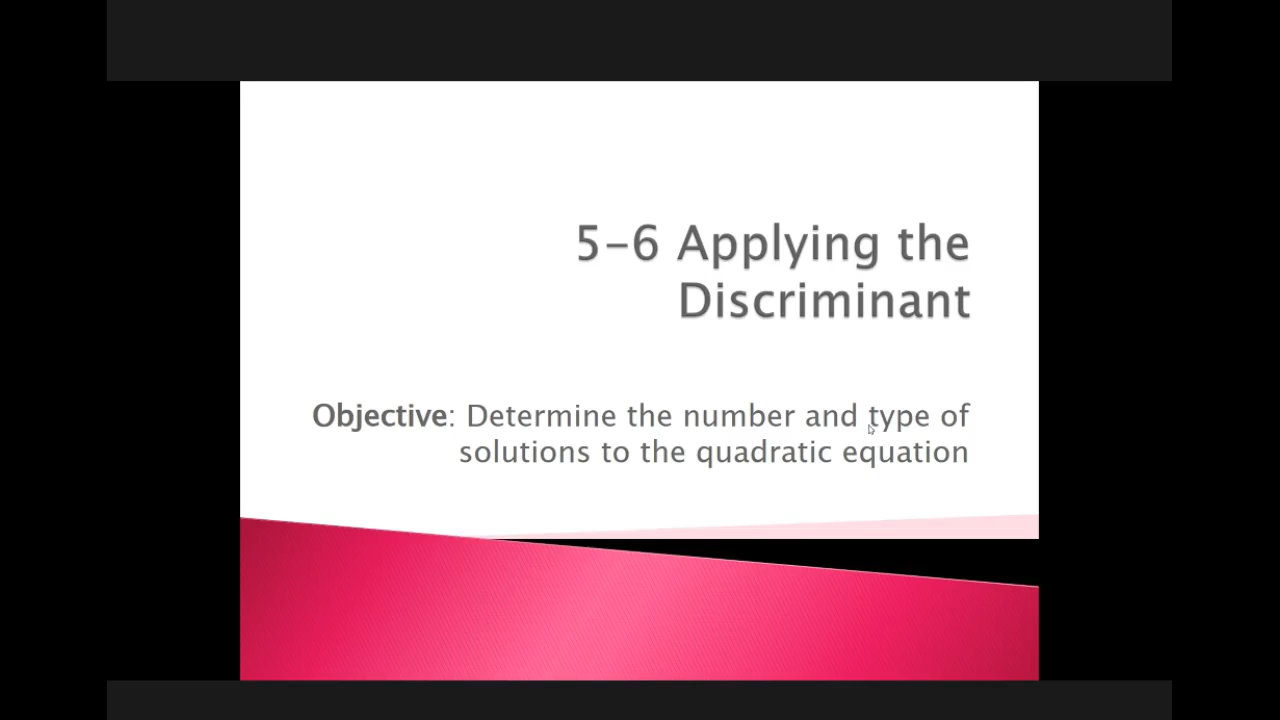 5-6 Applying the
Discriminant
Objective: Determine the number and type of
solutions to the quadratic equation